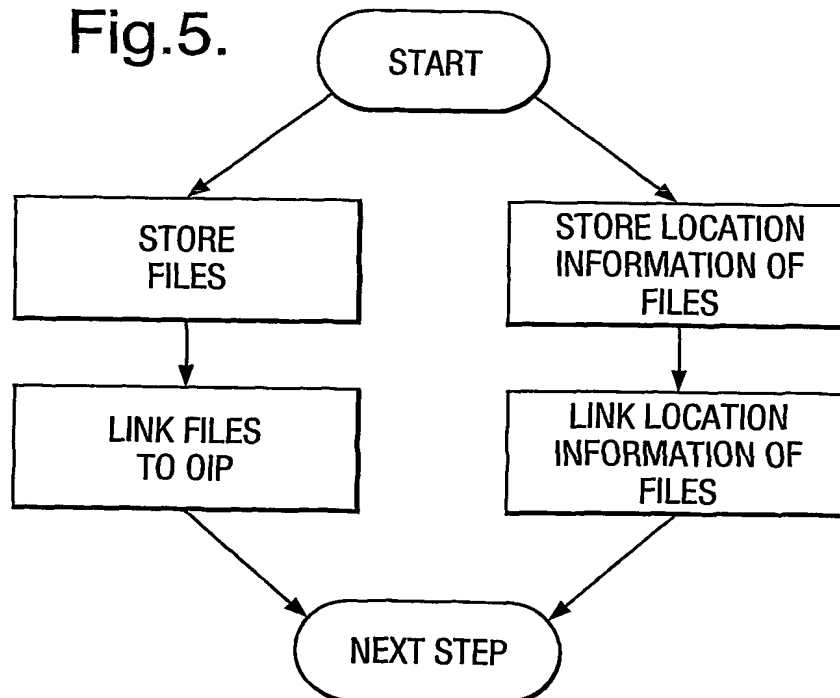 Fig.5.
START
STORE
FILES
STORE LOCATION
INFORMATION OF
FILES
LINK FILES
TO OIP
LINK LOCATION
INFORMATION OF
FILES
NEXT STEP